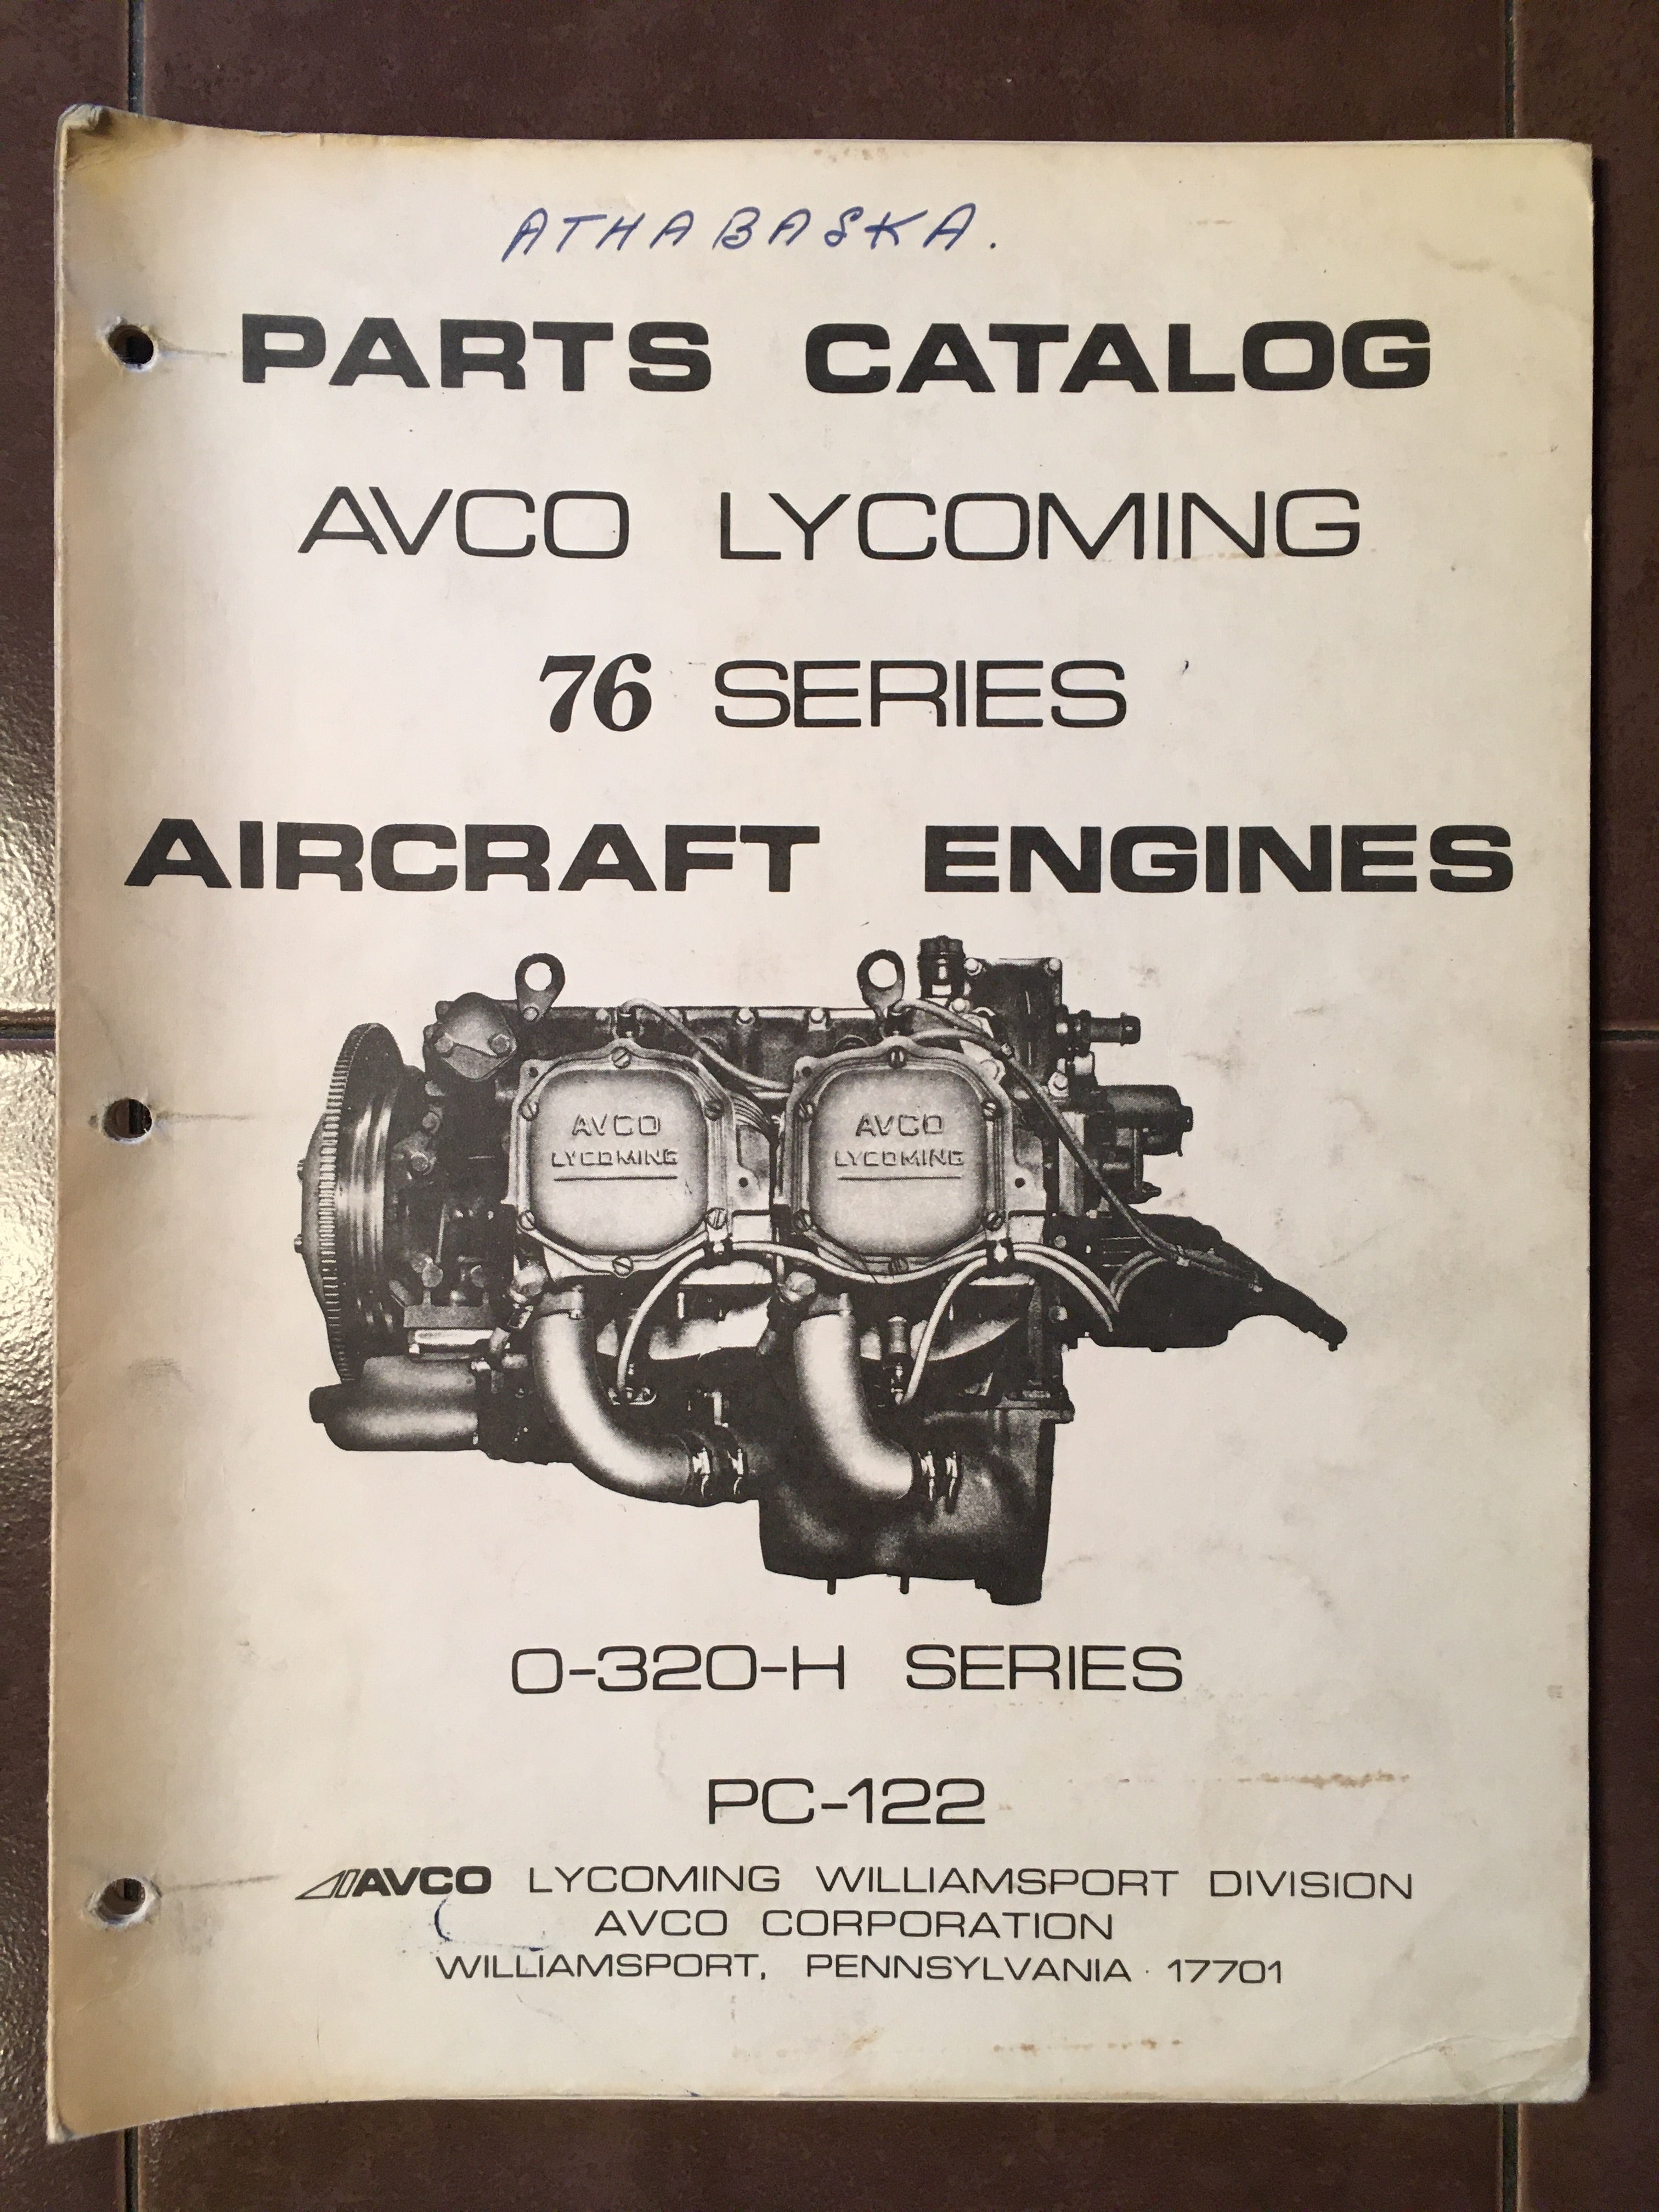 ATHABASKA.
PARTS CATALOG
AVCO LYCOMING
76 SERIES
AIRCRAFT ENGINES
AVCO
LYCOMING
AVCO
LYCOMING
O-320-H SERIES
PC-122
AVCO LYCOMING WILLIAMSPORT DIVISION
AVCO CORPORATION
WILLIAMSPORT, PENNSYLVANIA 17701